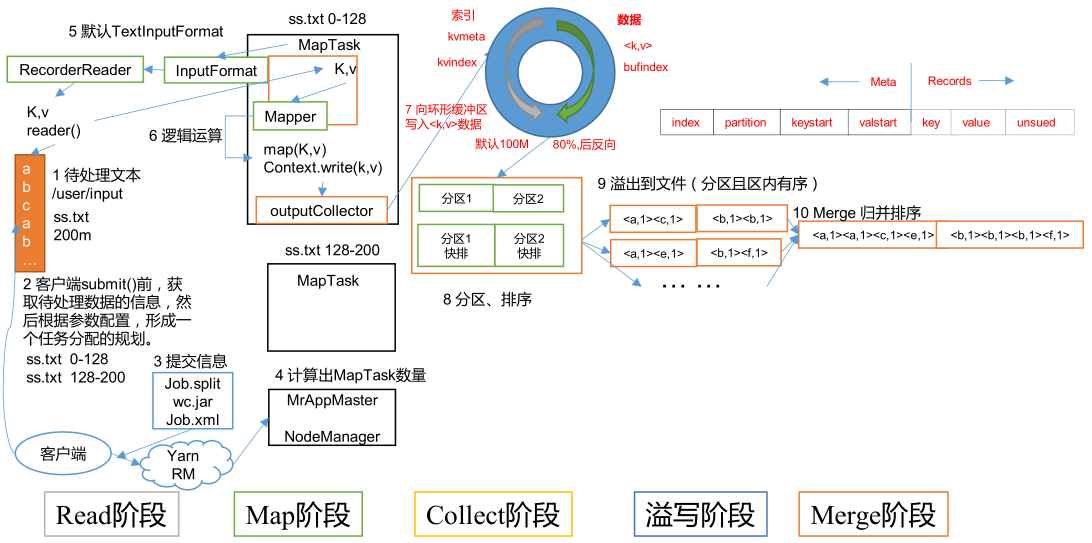 5 默认TextInputFormat
RecorderReader
InputFormat
K,v
reader()
ss.txt 0-128
MapTask
K,v
Mapper
6 逻辑运算
map(K,v)
Context.write(k,v)
outputCollector
a
b
c
a
b
...
1 待处理文本
/user/input
ss.txt
200m
2 客户端submit()前，获
取待处理数据的信息，然
后根据参数配置，形成一
个任务分配的规划。
ss.txt 0-128
ss.txt 128-200
3 提交信息
Job.split
wc.jar
Job.xml
客户端
Yarn
RM
ss.txt 128-200
MapTask
4 计算出MapTask数量
MrAppMaster
NodeManager
索引
kvmeta
kvindex
数据
<k,v>
bufindex
7 向环形缓冲区
写入<k,v>数据
默认100M
80%,后反向
Meta
Records
index
partition
keystart
valstart
key
value
unsued
分区1
分区2
分区1
快排
分区2
快排
8 分区、排序
9 溢出到文件（分区且区内有序）
<a,1><c,1>
<b,1><b,1>
<a,1><e,1>
<b,1><f,1>
... ...
10 Merge 归并排序
<a,1><a,1><c,1><e,1>
<b,1><b,1><b,1><f,1>
Read阶段
Map阶段
Collect阶段
溢写阶段
Merge阶段